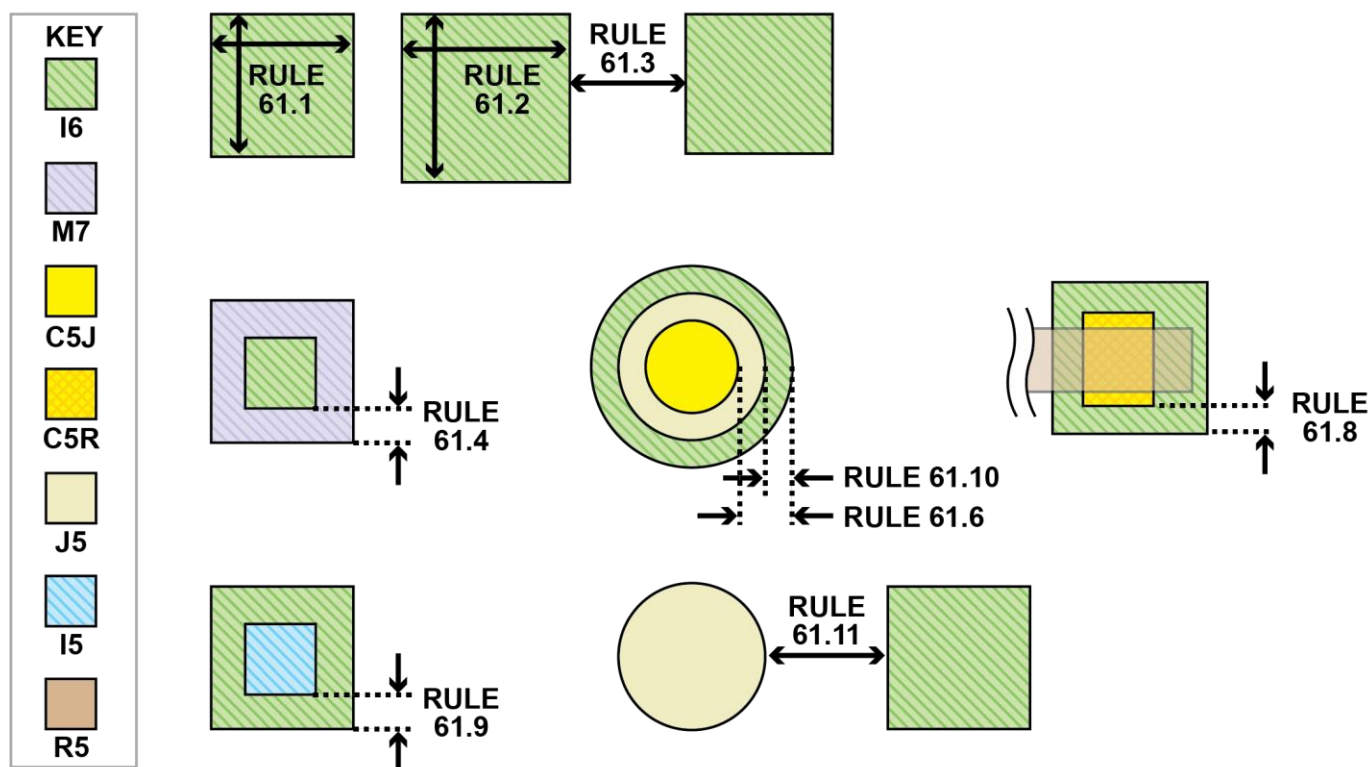 KEY
I6
M7
C5J
C5R
J5
I5
R5
RULE
61.1
RULE
61.2
RULE
61.3
RULE
61.4
RULE 61.10
RULE 61.6
RULE
61.8
RULE
61.9
RULE
61.11